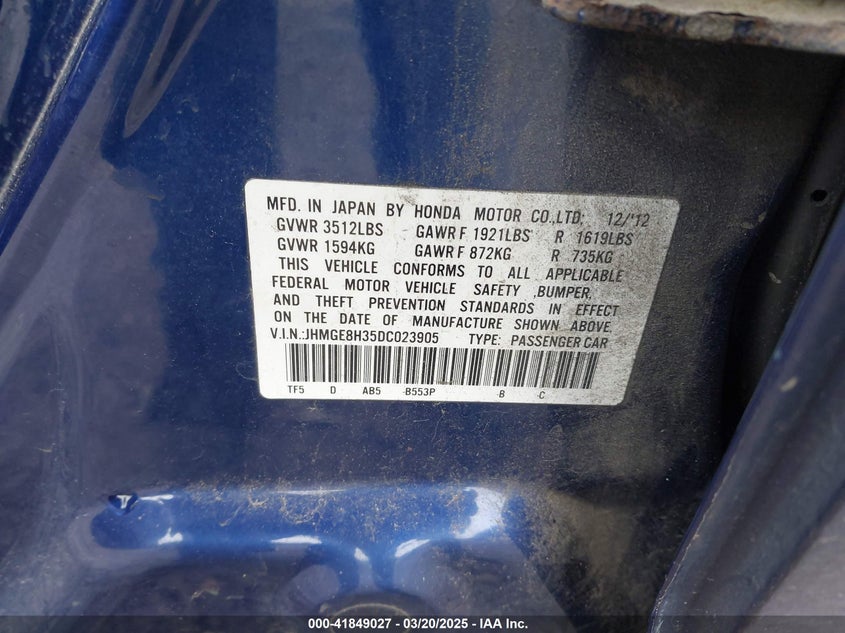 MFD. IN JAPAN BY HONDA MOTOR CO.,LTD: 12/'12
GVWR 3512LBS GAWR F 1921LBS R 1619LBS
GVWR 1594KG GAWR F 872KG R 735KG
THIS VEHICLE CONFORMS TO ALL APPLICABLE
FEDERAL MOTOR VEHICLE SAFETY ,BUMPER,
AND THEFT PREVENTION STANDARDS IN EFFECT
ON THE DATE OF MANUFACTURE SHOWN ABOVE.
V.I.N.:JHMGE8H35DC023905 TYPE: PASSENGER CAR
TF5 D AB5 -B553P -B -C
000-41849027 - 03/20/2025 - IAA Inc.